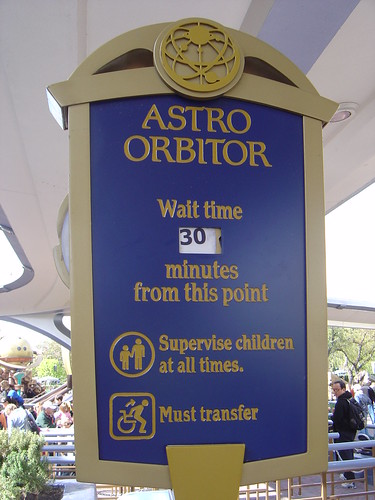 ASTRO
ORBITOR
Wait time
30
minutes
from this point
Supervise children
at all times.
Must transfer